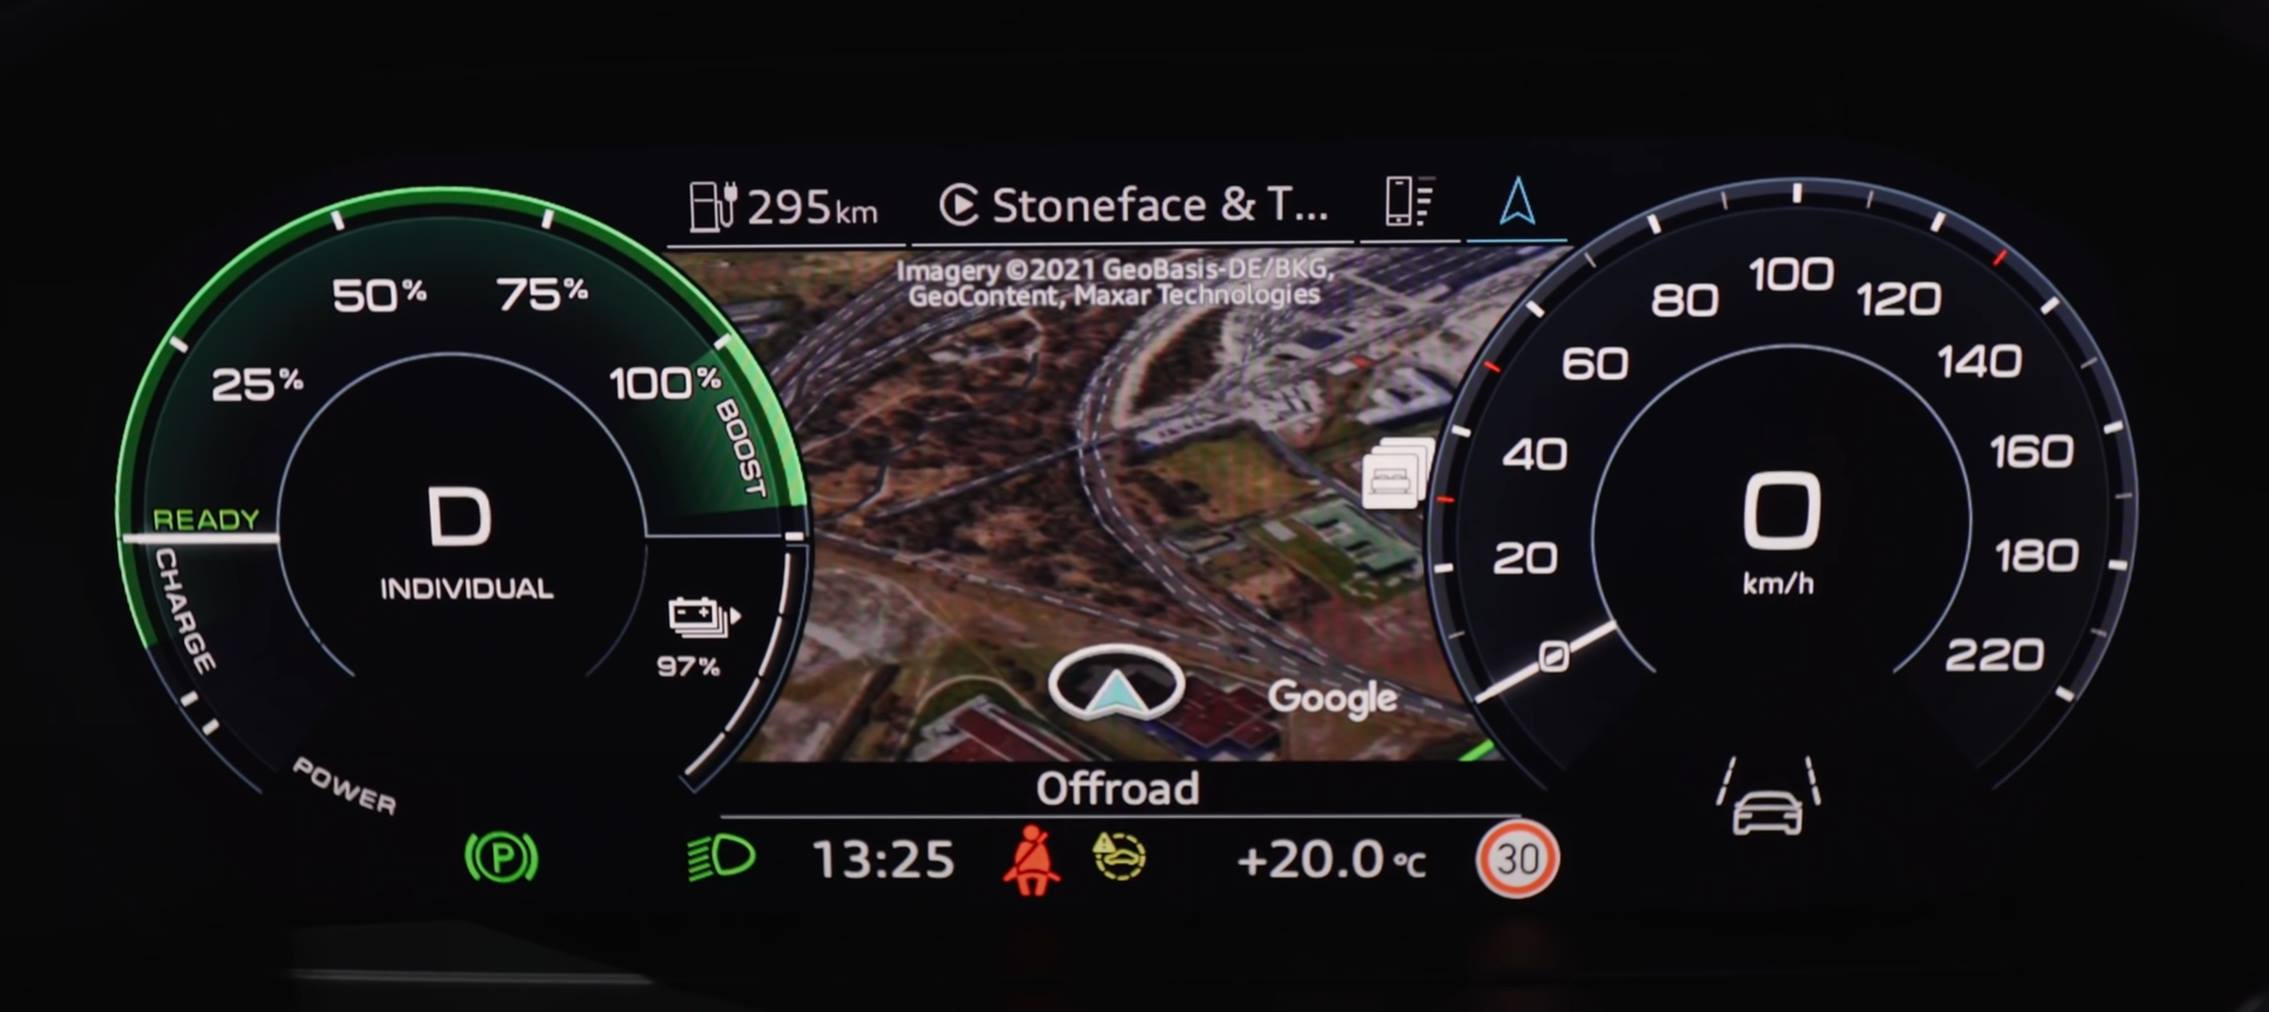 295 km
Stoneface & T...
Imagery ©2021 GeoBasis-DE/BKG,
GeoContent, Maxar Technologies
25%
50%
75%
100%
BOOST
READY
CHARGE
POWER
D
INDIVIDUAL
97%
Google
Offroad
0
20
40
60
80
100
120
140
160
180
220
0
km/h
P
13:25
+20.0 °C
30